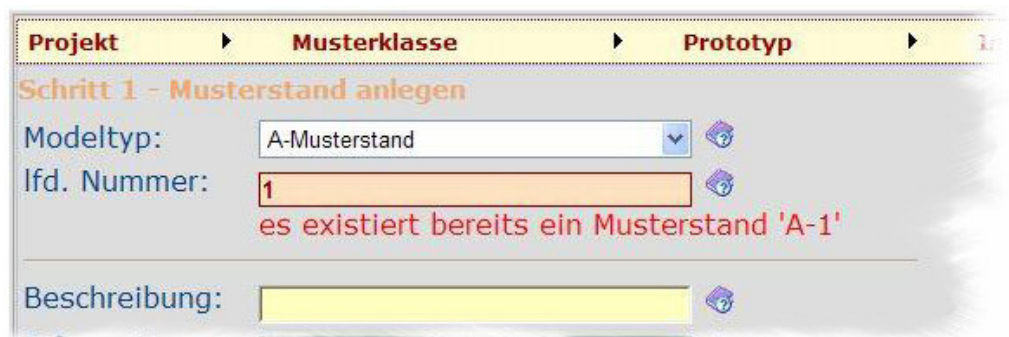 Projekt Musterklasse Prototyp
Schritt 1 - Musterstand anlegen
Modeltyp: A-Musterstand
lfd. Nummer: 1
es existiert bereits ein Musterstand 'A-1'
Beschreibung: